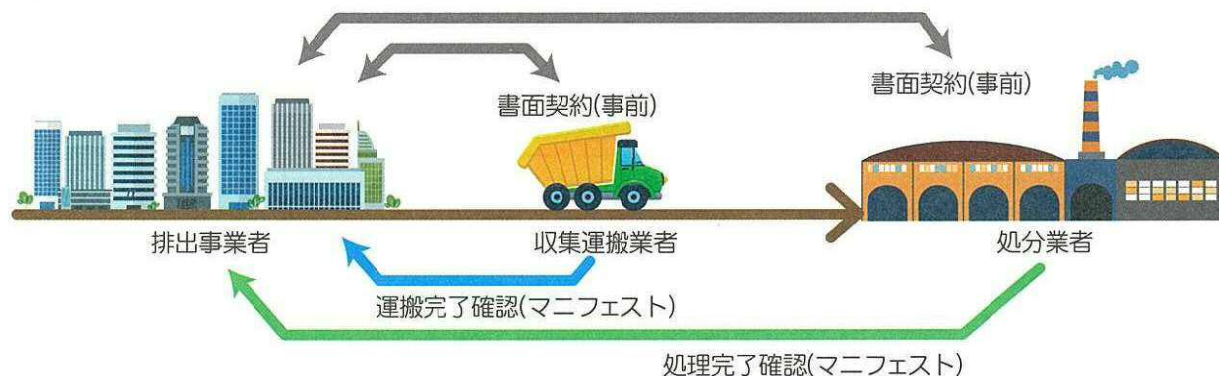 書面契約(事前)
書面契約(事前)
排出事業者
収集運搬業者
処分業者
運搬完了確認(マニフェスト)
処理完了確認(マニフェスト)